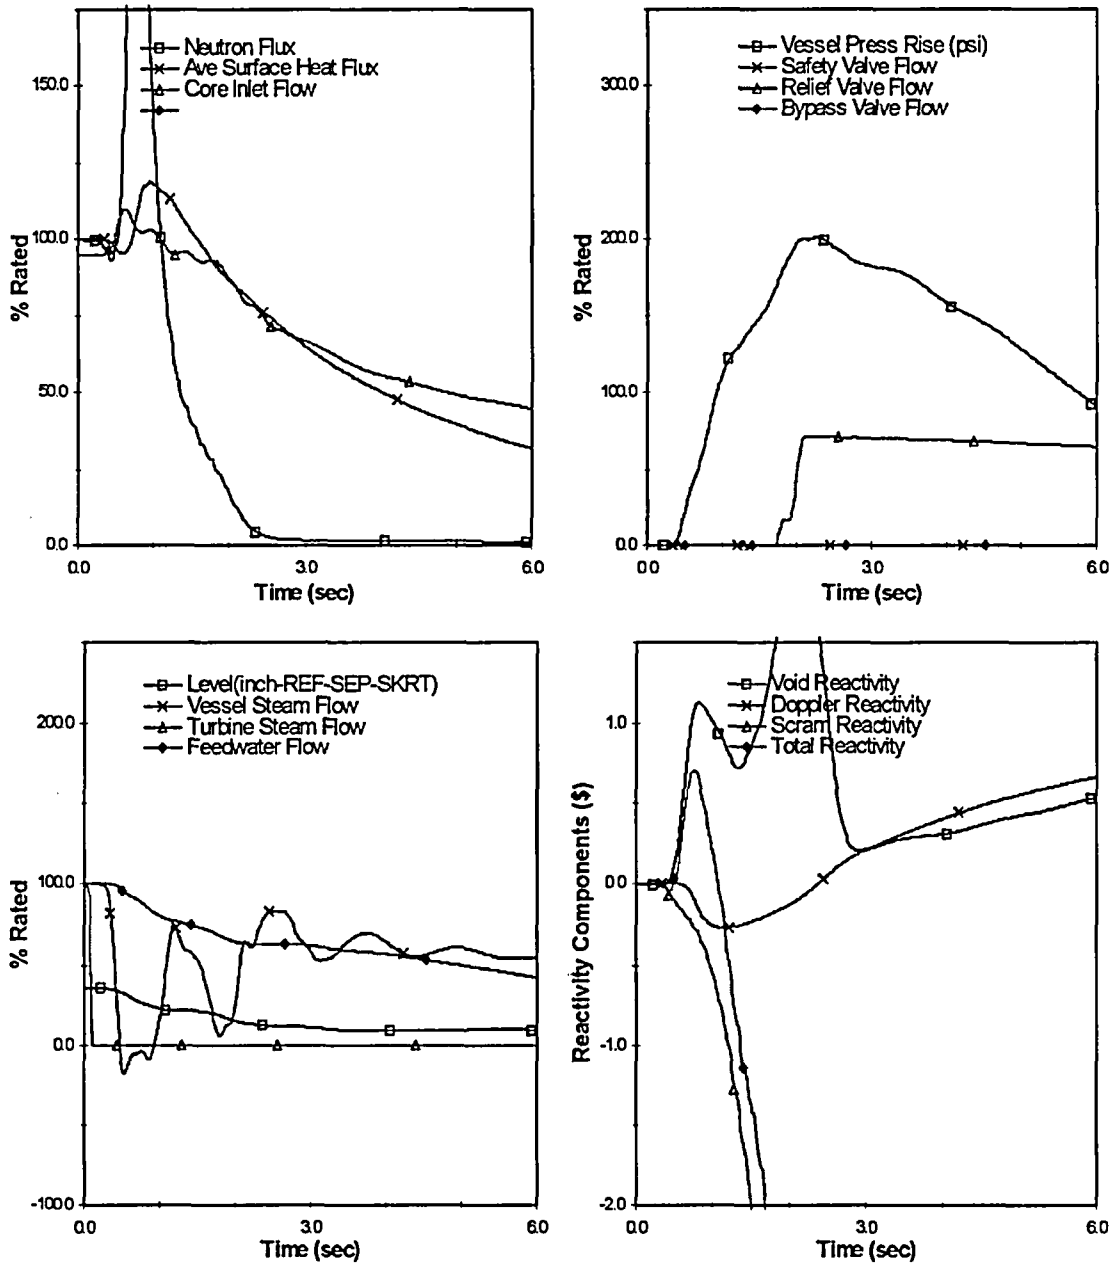 Neutron Flux
Ave Surface Heat Flux
Core Inlet Flow
150.0
100.0
50.0
0.0
% Rated
0.0
3.0
6.0
Time (sec)
Vessel Press Rise (psi)
Safety Valve Flow
Relief Valve Flow
Bypass Valve Flow
300.0
200.0
100.0
0.0
% Rated
0.0
3.0
6.0
Time (sec)
Level(inch-REF-SEP-SKRT)
Vessel Steam Flow
Turbine Steam Flow
Feedwater Flow
200.0
100.0
0.0
-100.0
% Rated
0.0
3.0
6.0
Time (sec)
Void Reactivity
Doppler Reactivity
Scram Reactivity
Total Reactivity
1.0
0.0
-1.0
-2.0
Reactivity Components ($)
0.0
3.0
6.0
Time (sec)